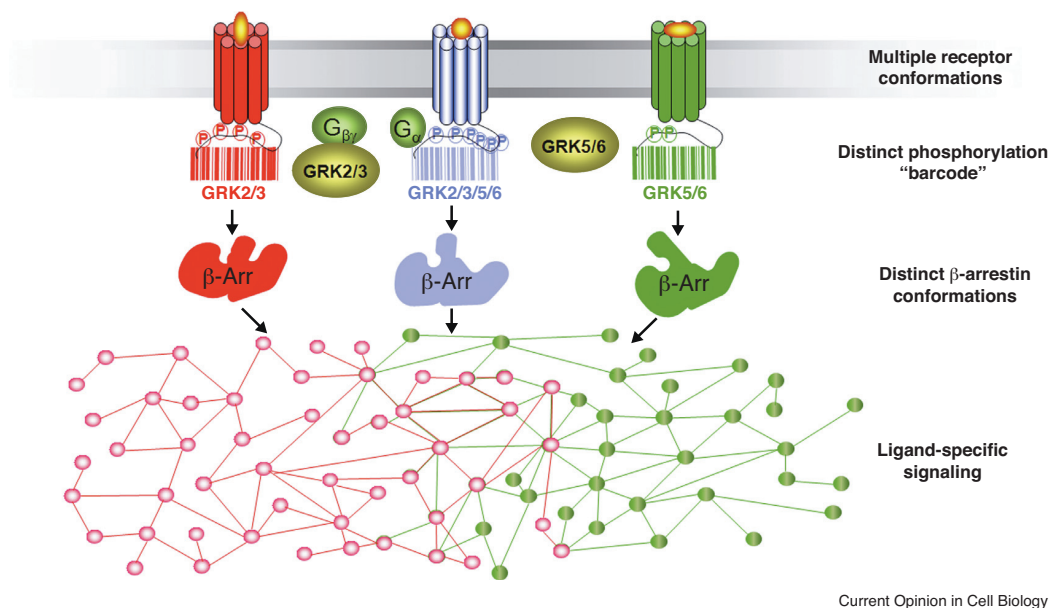 Multiple receptor
conformations
P P P P
Gβγ
Gα
P P P P P P
P P
GRK2/3
GRK5/6
Distinct phosphorylation
“barcode”
GRK2/3
GRK2/3/5/6
GRK5/6
β-Arr
β-Arr
β-Arr
Distinct β-arrestin
conformations
Ligand-specific
signaling
Current Opinion in Cell Biology